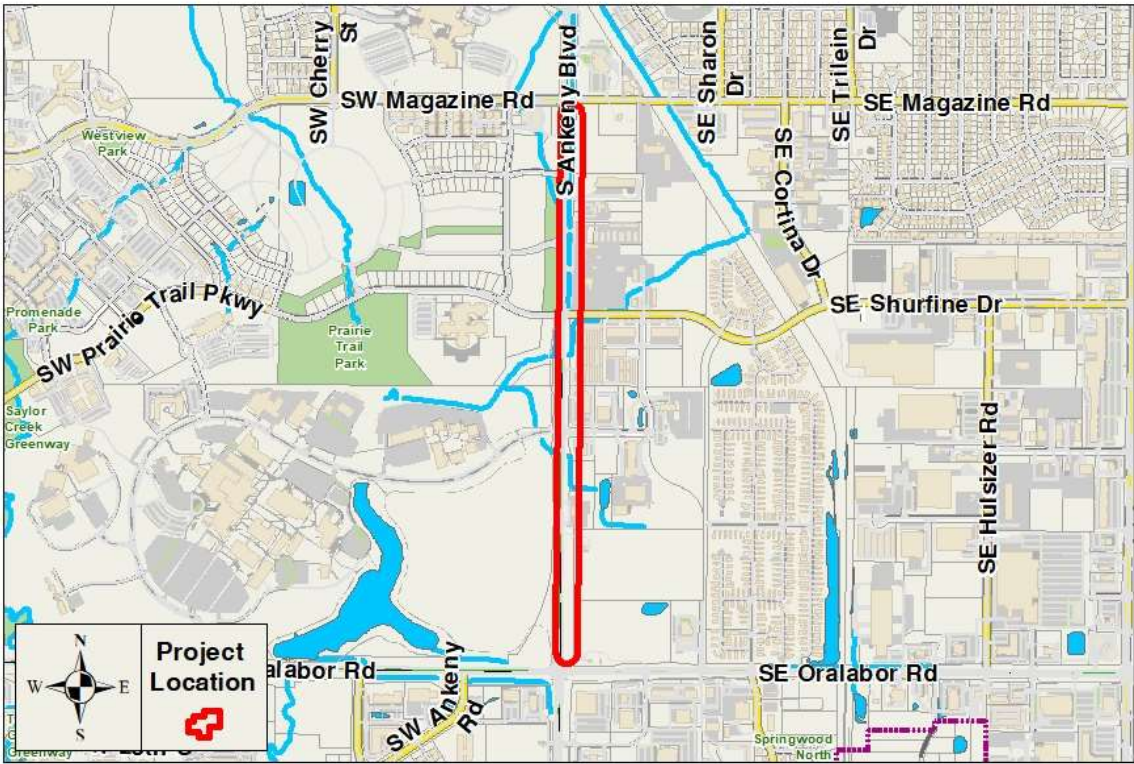 SW Cherry
St
S Ankeny Blvd
SE Sharon
Dr
SE Trilein
Dr
SW Magazine Rd
SE Magazine Rd
Westview
Park
SE Cortina Dr
SW Prairie Trail Pkwy
Promenade
Park
Prairie
Trail
Park
SE Shurfine Dr
Saylor
Creek
Greenway
SE Hulsizer Rd
N
W
E
S
Project
Location
alabor Rd
SW Ankeny
Rd
SE Oralabor Rd
Greenway
Springwood
North